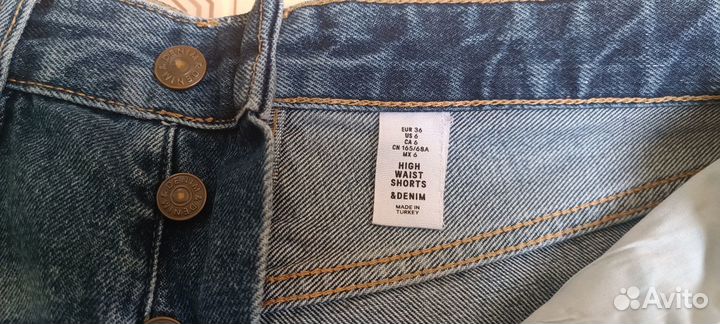 EUR 36
US 6
CA 6
CN 165/68A
MX 6
HIGH
WAIST
SHORTS
&DENIM
MADE IN
TURKEY
Avito